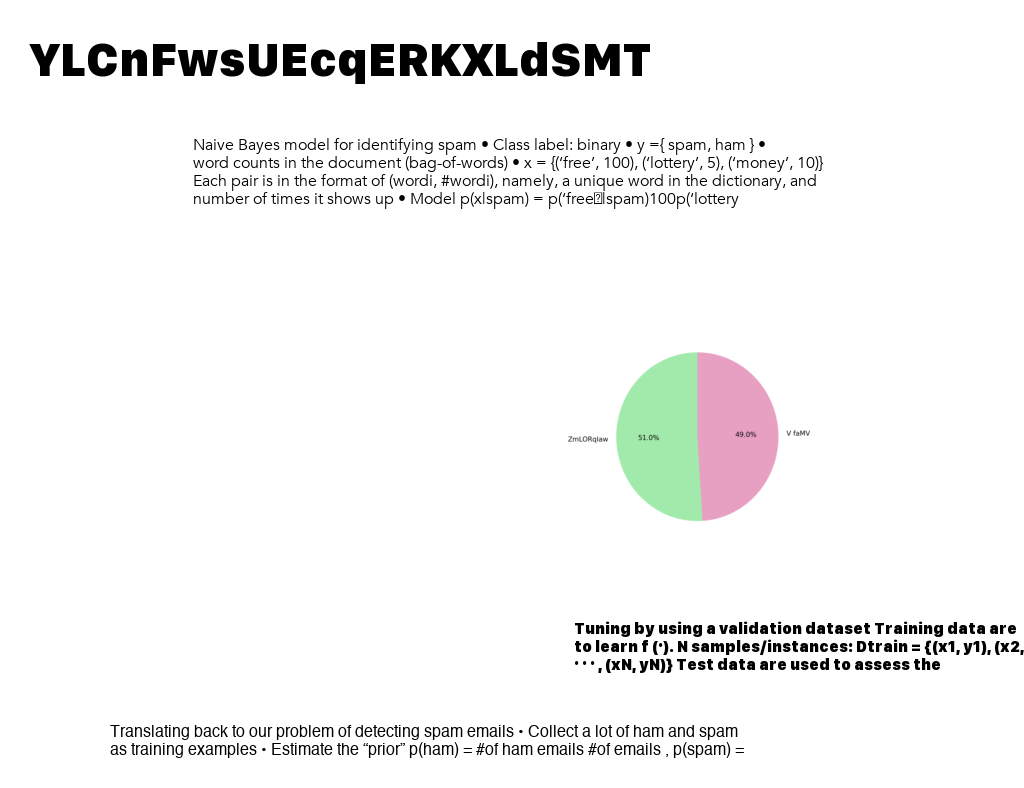 YLCnFwsUEcqERKXLdSMT
Naive Bayes model for identifying spam • Class label: binary • y ={ spam, ham } •
word counts in the document (bag-of-words) • x = {(‘free’, 100), (‘lottery’, 5), (‘money’, 10)}
Each pair is in the format of (wordi, #wordi), namely, a unique word in the dictionary, and
number of times it shows up • Model p(x|spam) = p(‘free|spam)100p(‘lottery
ZmLORqIaw
51.0%
49.0%
V faMV
Tuning by using a validation dataset Training data are
to learn f (·). N samples/instances: Dtrain = {(x1, y1), (x2,
· · · , (xN, yN)} Test data are used to assess the
Translating back to our problem of detecting spam emails • Collect a lot of ham and spam
as training examples • Estimate the “prior” p(ham) = #of ham emails #of emails , p(spam) =